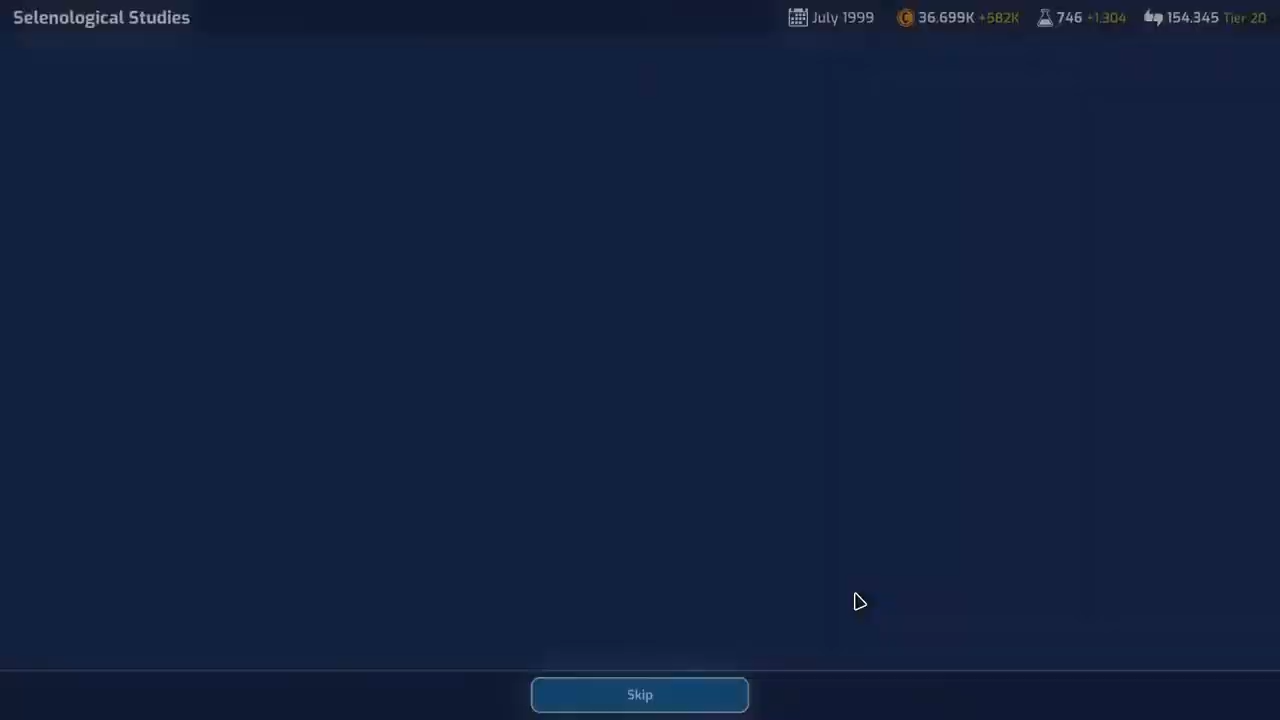 Selenological Studies
July 1999
36.699K +582K
746 +1.304
154.345 Tier 20
Skip